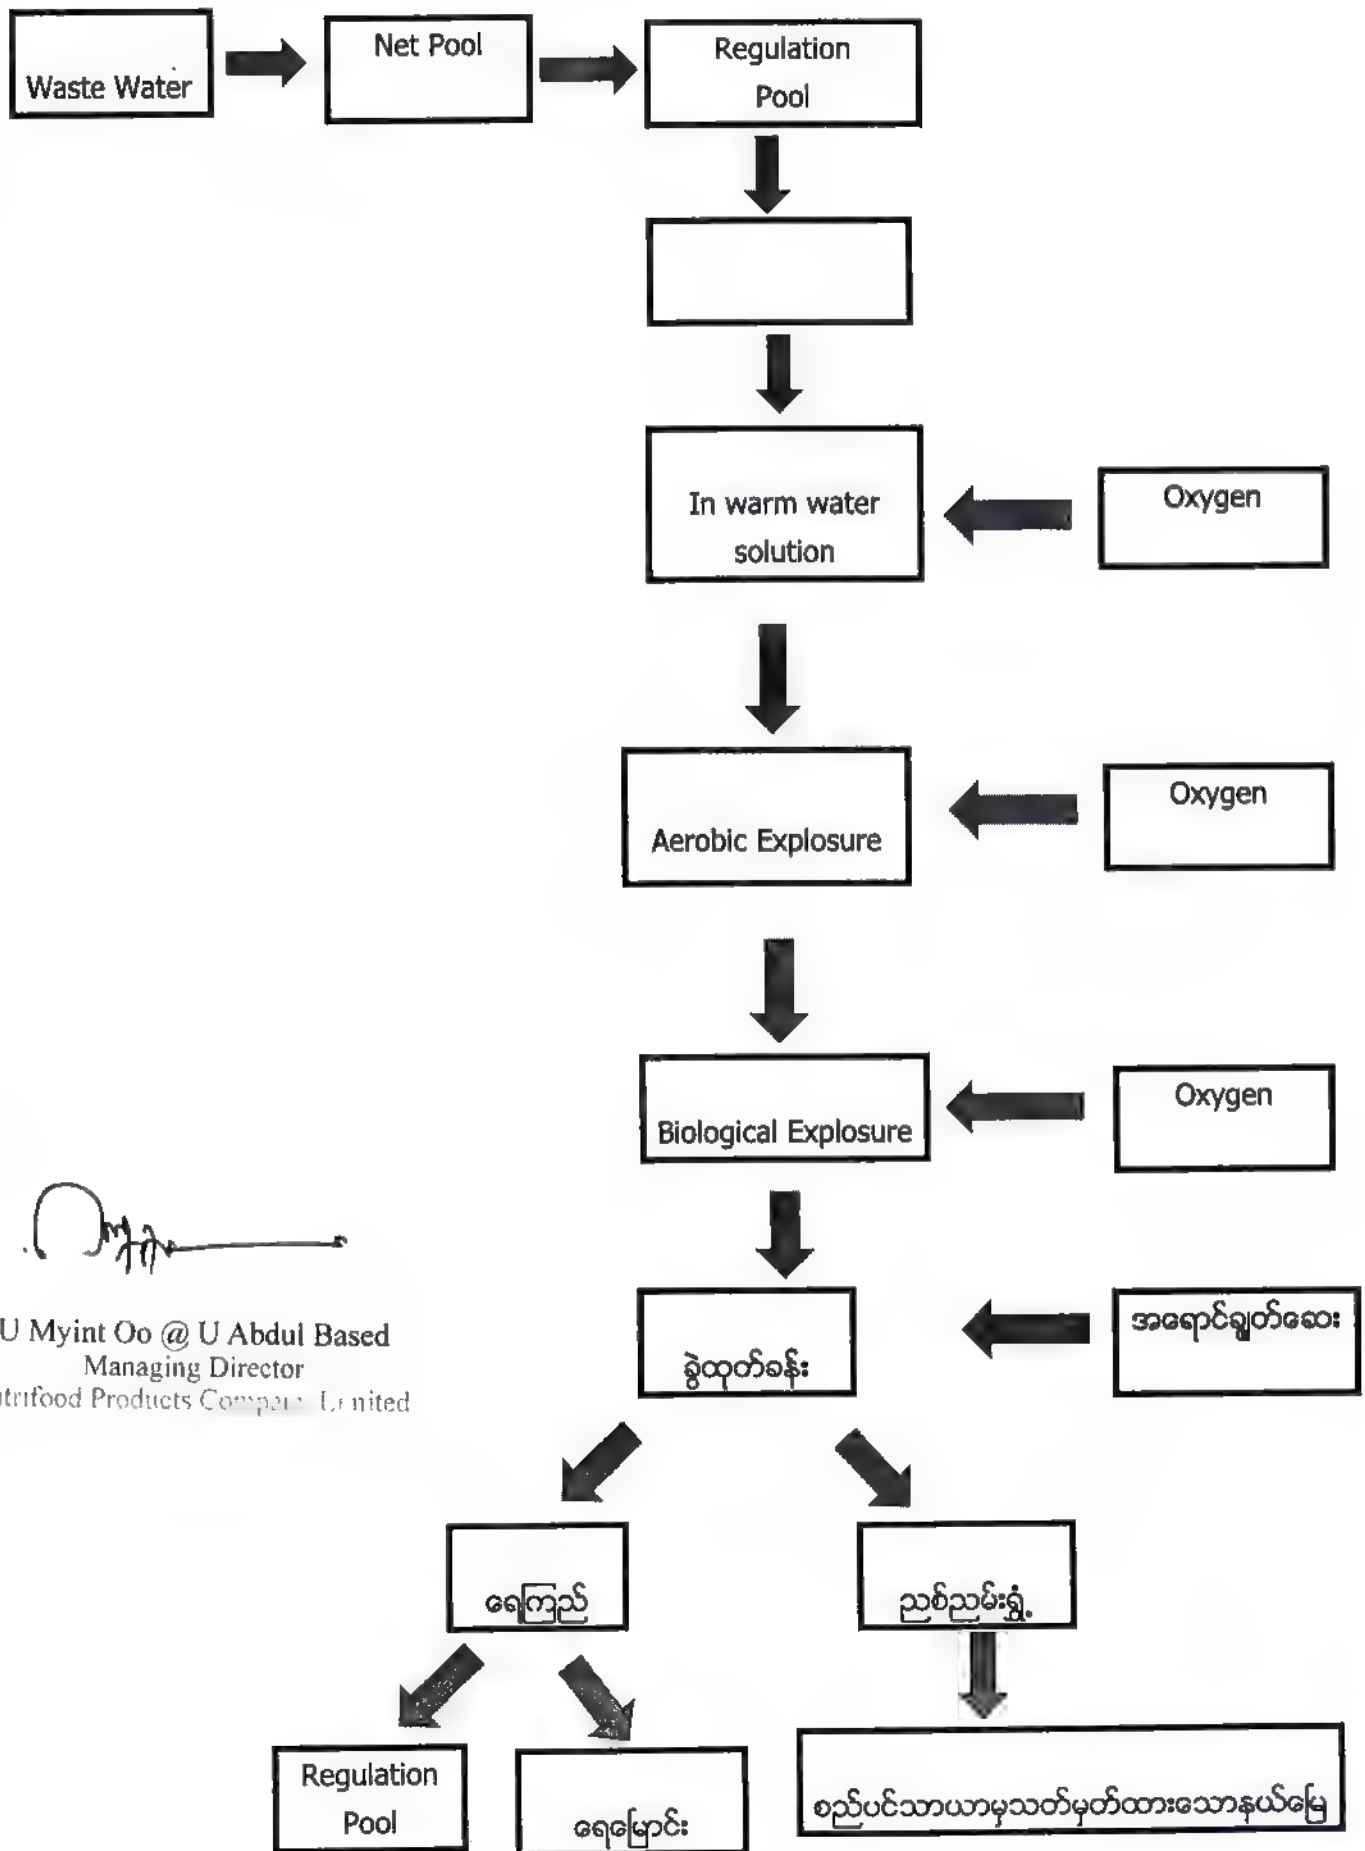 Waste Water
Net Pool
Regulation
Pool
In warm water
solution
Oxygen
Aerobic Explosure
Oxygen
Biological Explosure
Oxygen
ခွဲထုတ်ခန်း
အရောင်ချွတ်ဆေး
U Myint Oo @ U Abdul Based
Managing Director
Products Limited
ရေကြည်
ညစ်ညမ်းရွှံ့
Regulation
Pool
ရေမြောင်း
စည်ပင်သာယာမှသတ်မှတ်ထားသောနယ်မြေ